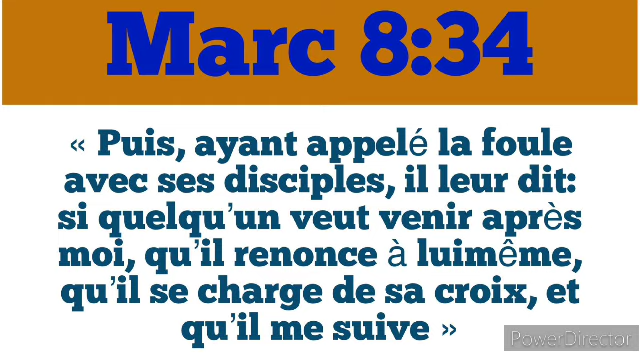 Marc 8:34
« Puis, ayant appelé la foule
avec ses disciples, il leur dit:
si quelqu’un veut venir après
moi, qu’il renonce à luimême,
qu’il se charge de sa croix, et
qu’il me suive »
PowerDirector